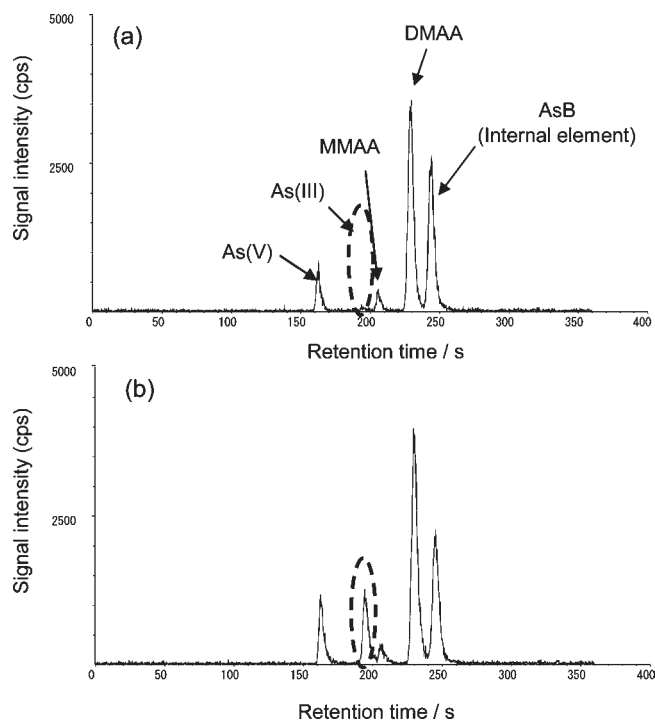 5000
(a)
DMAA
AsB
(Internal element)
MMAA
Signal intensity (cps)
2500
As(III)
As(V)
0
0 50 100 150 200 250 300 350 400
Retention time / s
5000
(b)
Signal intensity (cps)
2500
0
0 50 100 150 200 250 300 350 400
Retention time / s